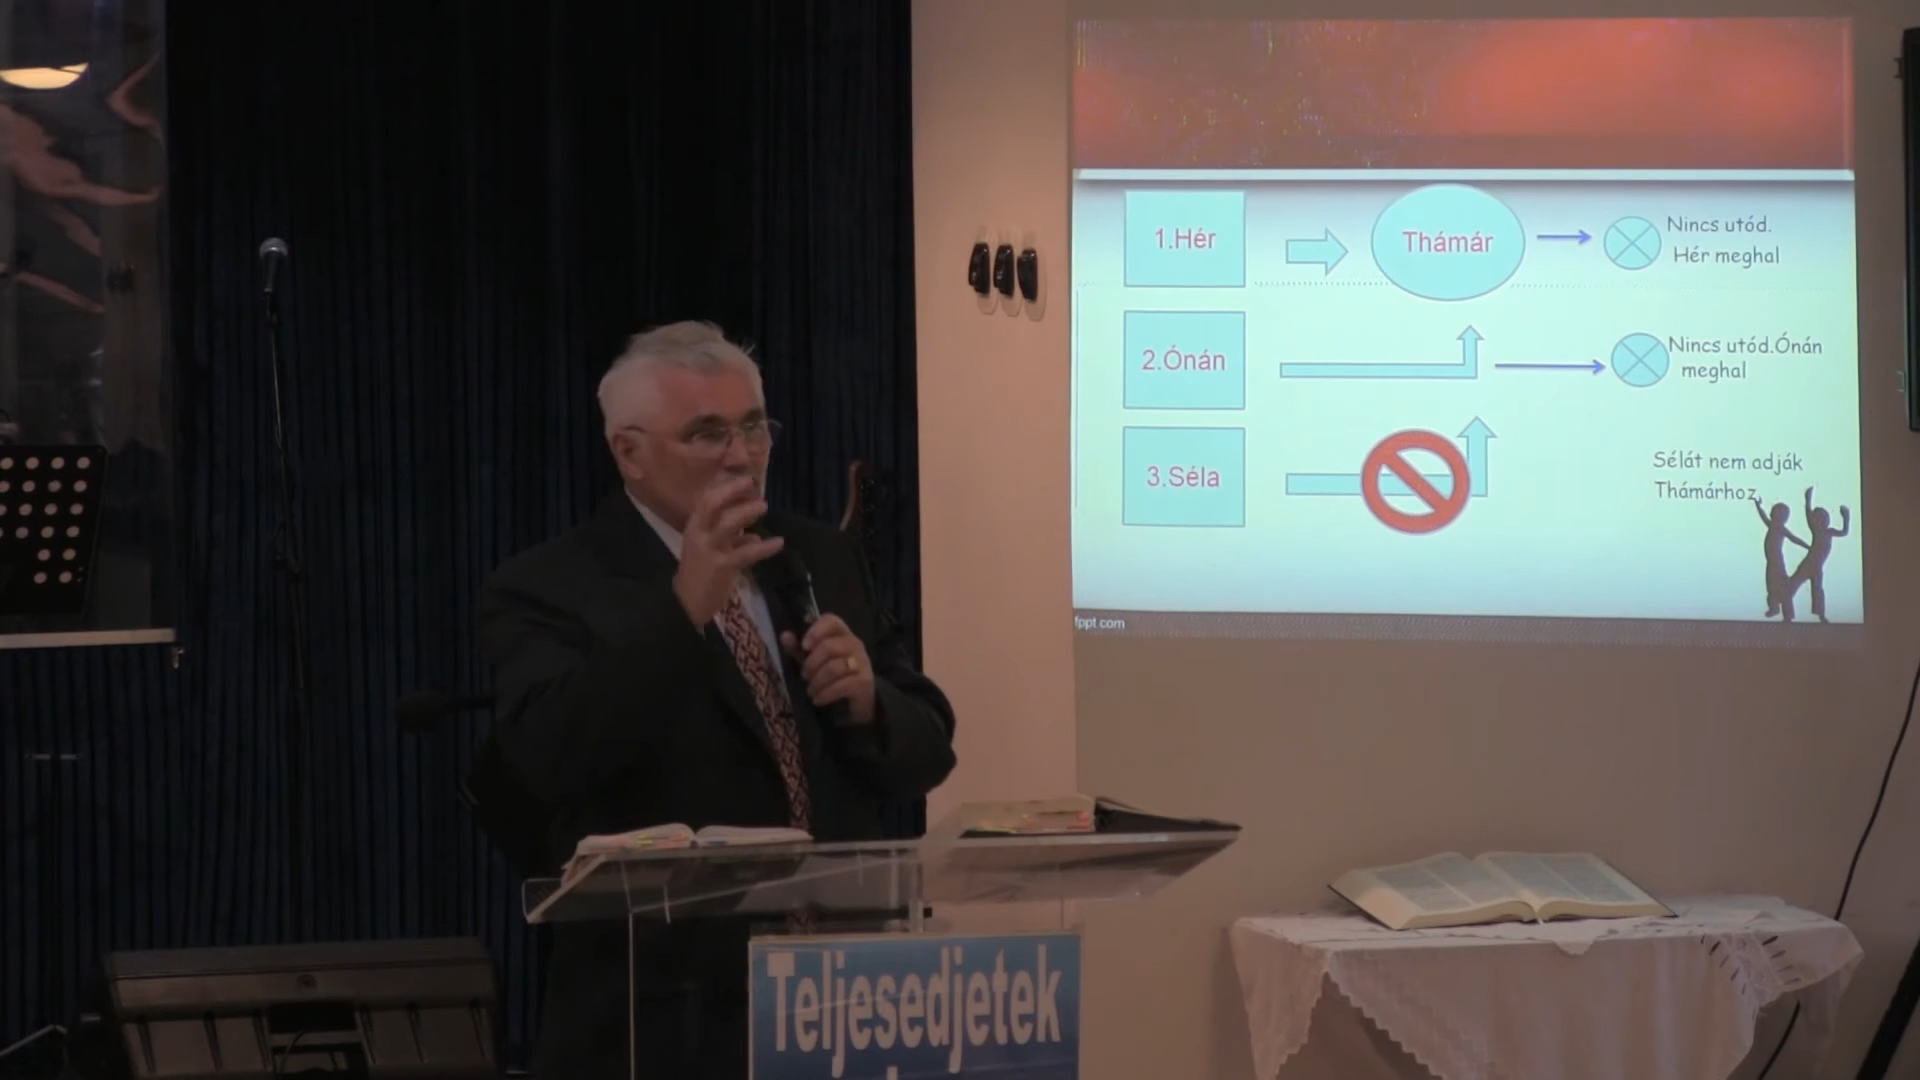 1.Hér
Thámár
Nincs utód.
Hér meghal
2.Ónán
Nincs utód.Ónán
meghal
3.Séla
Sélát nem adják
Thámárhoz
fppt.com
Teljesedjetek